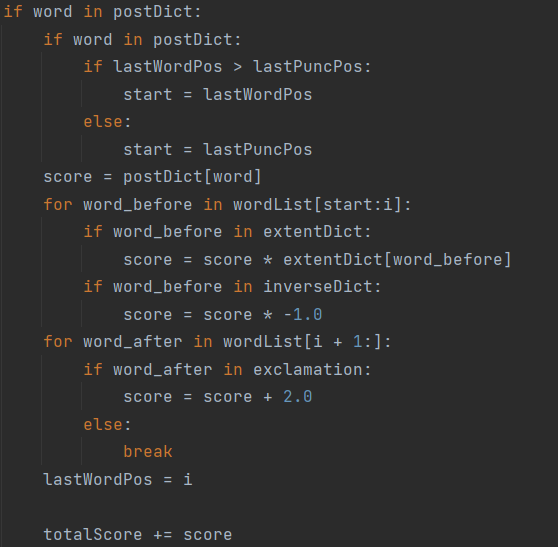 if word in postDict:
    if word in postDict:
        if lastWordPos > lastPuncPos:
            start = lastWordPos
        else:
            start = lastPuncPos
    score = postDict[word]
    for word_before in wordList[start:i]:
        if word_before in extentDict:
            score = score * extentDict[word_before]
        if word_before in inverseDict:
            score = score * -1.0
    for word_after in wordList[i + 1:]:
        if word_after in exclamation:
            score = score + 2.0
        else:
            break
    lastWordPos = i

    totalScore += score